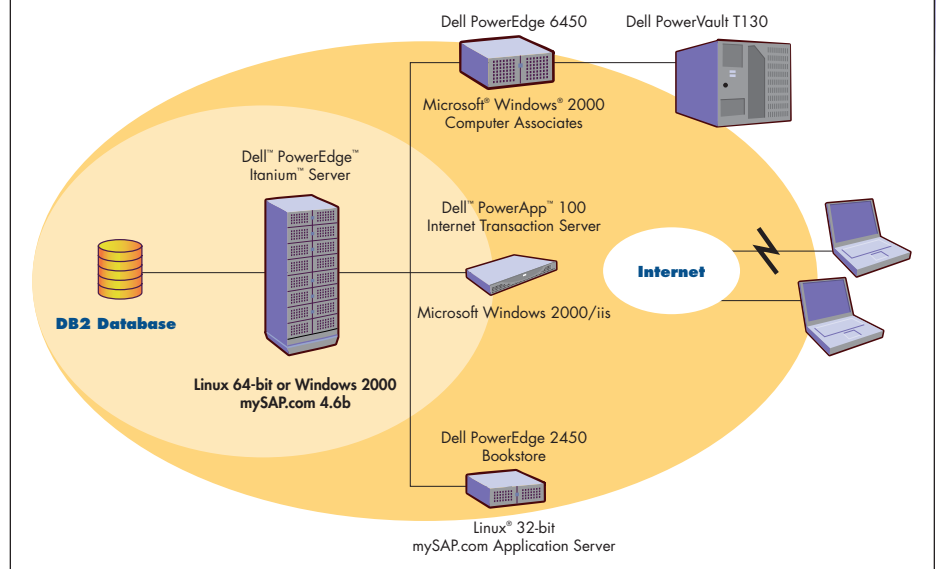 Dell PowerEdge 6450
Dell PowerVault T130
Microsoft® Windows® 2000
Computer Associates
Dell™ PowerEdge™
Itanium™ Server
Dell™ PowerApp™ 100
Internet Transaction Server
Internet
DB2 Database
Microsoft Windows 2000/iis
Linux 64-bit or Windows 2000
mySAP.com 4.6b
Dell PowerEdge 2450
Bookstore
Linux® 32-bit
mySAP.com Application Server